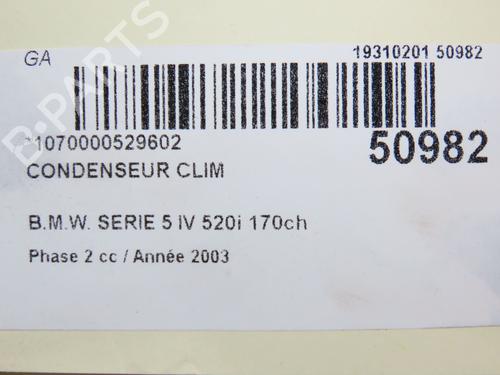 GA 19310201 50982
*1070000529602 50982
CONDENSEUR CLIM
B.M.W. SERIE 5 IV 520i 170ch
Phase 2 cc / Année 2003
B-PARTS